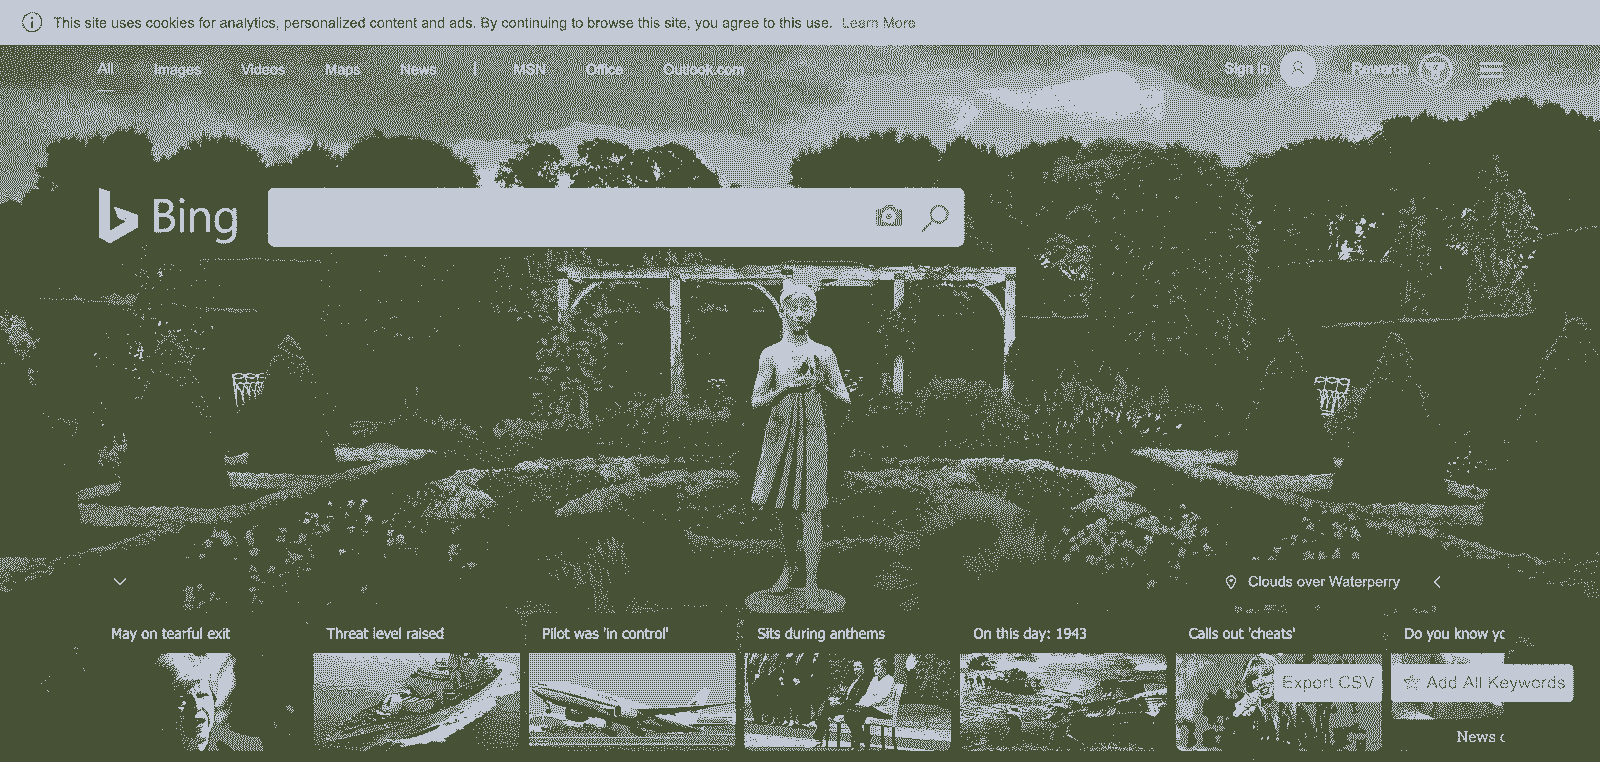 This site uses cookies for analytics, personalized content and ads. By continuing to browse this site, you agree to this use. Learn More
All Images Videos Maps News MSN Office Outlook.com Sign in Rewards
Bing
Clouds over Waterperry
May on tearful exit Threat level raised Pilot was 'in control' Sits during anthems On this day: 1943 Calls out 'cheats' Do you know
Export CSV Add All Keywords
News